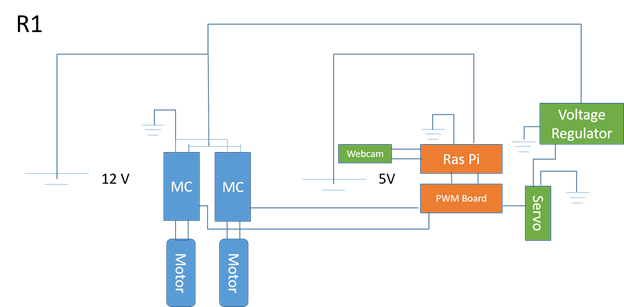 R1
Voltage
Regulator
Webcam
Ras Pi
12 V
MC
MC
5V
PWM Board
Servo
Motor
Motor